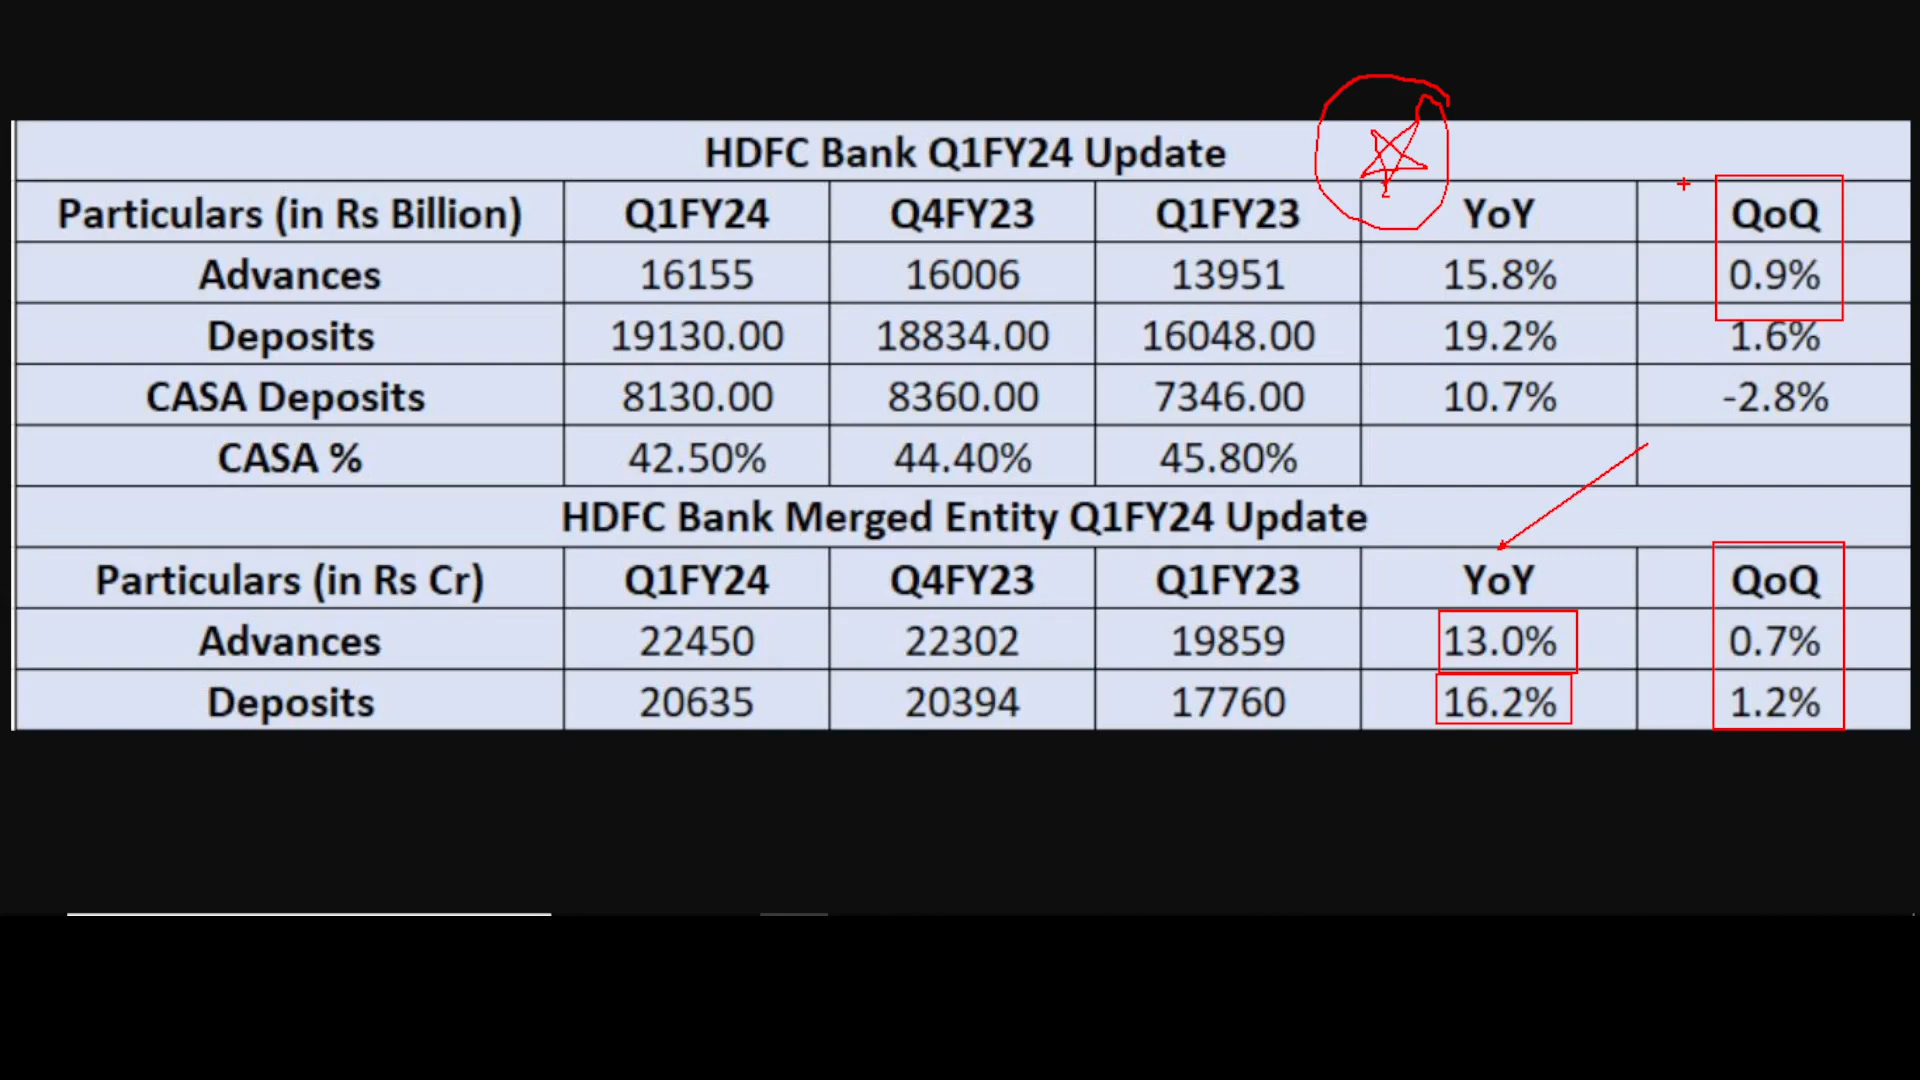 HDFC Bank Q1FY24 Update
Particulars (in Rs Billion) Q1FY24 Q4FY23 Q1FY23 YoY QoQ
Advances 16155 16006 13951 15.8% 0.9%
Deposits 19130.00 18834.00 16048.00 19.2% 1.6%
CASA Deposits 8130.00 8360.00 7346.00 10.7% -2.8%
CASA % 42.50% 44.40% 45.80%
HDFC Bank Merged Entity Q1FY24 Update
Particulars (in Rs Cr) Q1FY24 Q4FY23 Q1FY23 YoY QoQ
Advances 22450 22302 19859 13.0% 0.7%
Deposits 20635 20394 17760 16.2% 1.2%